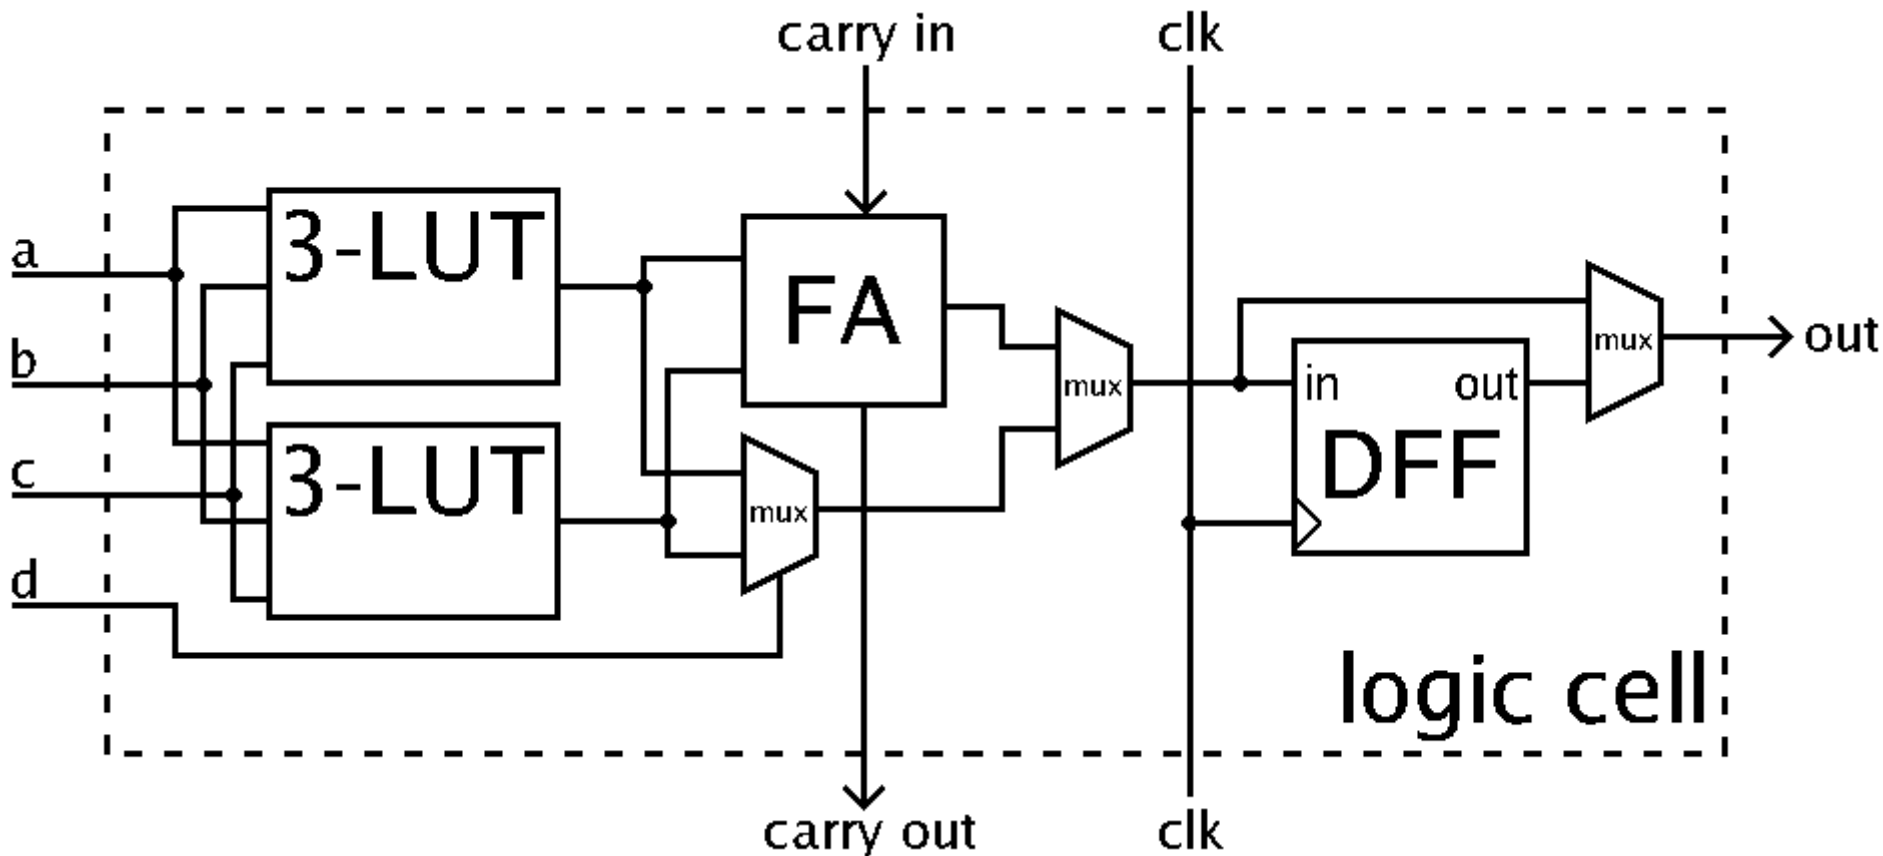 carry in
clk
a
3-LUT
FA
b
mux
mux
out
in
out
DFF
c
3-LUT
mux
d
logic cell
carry out
clk